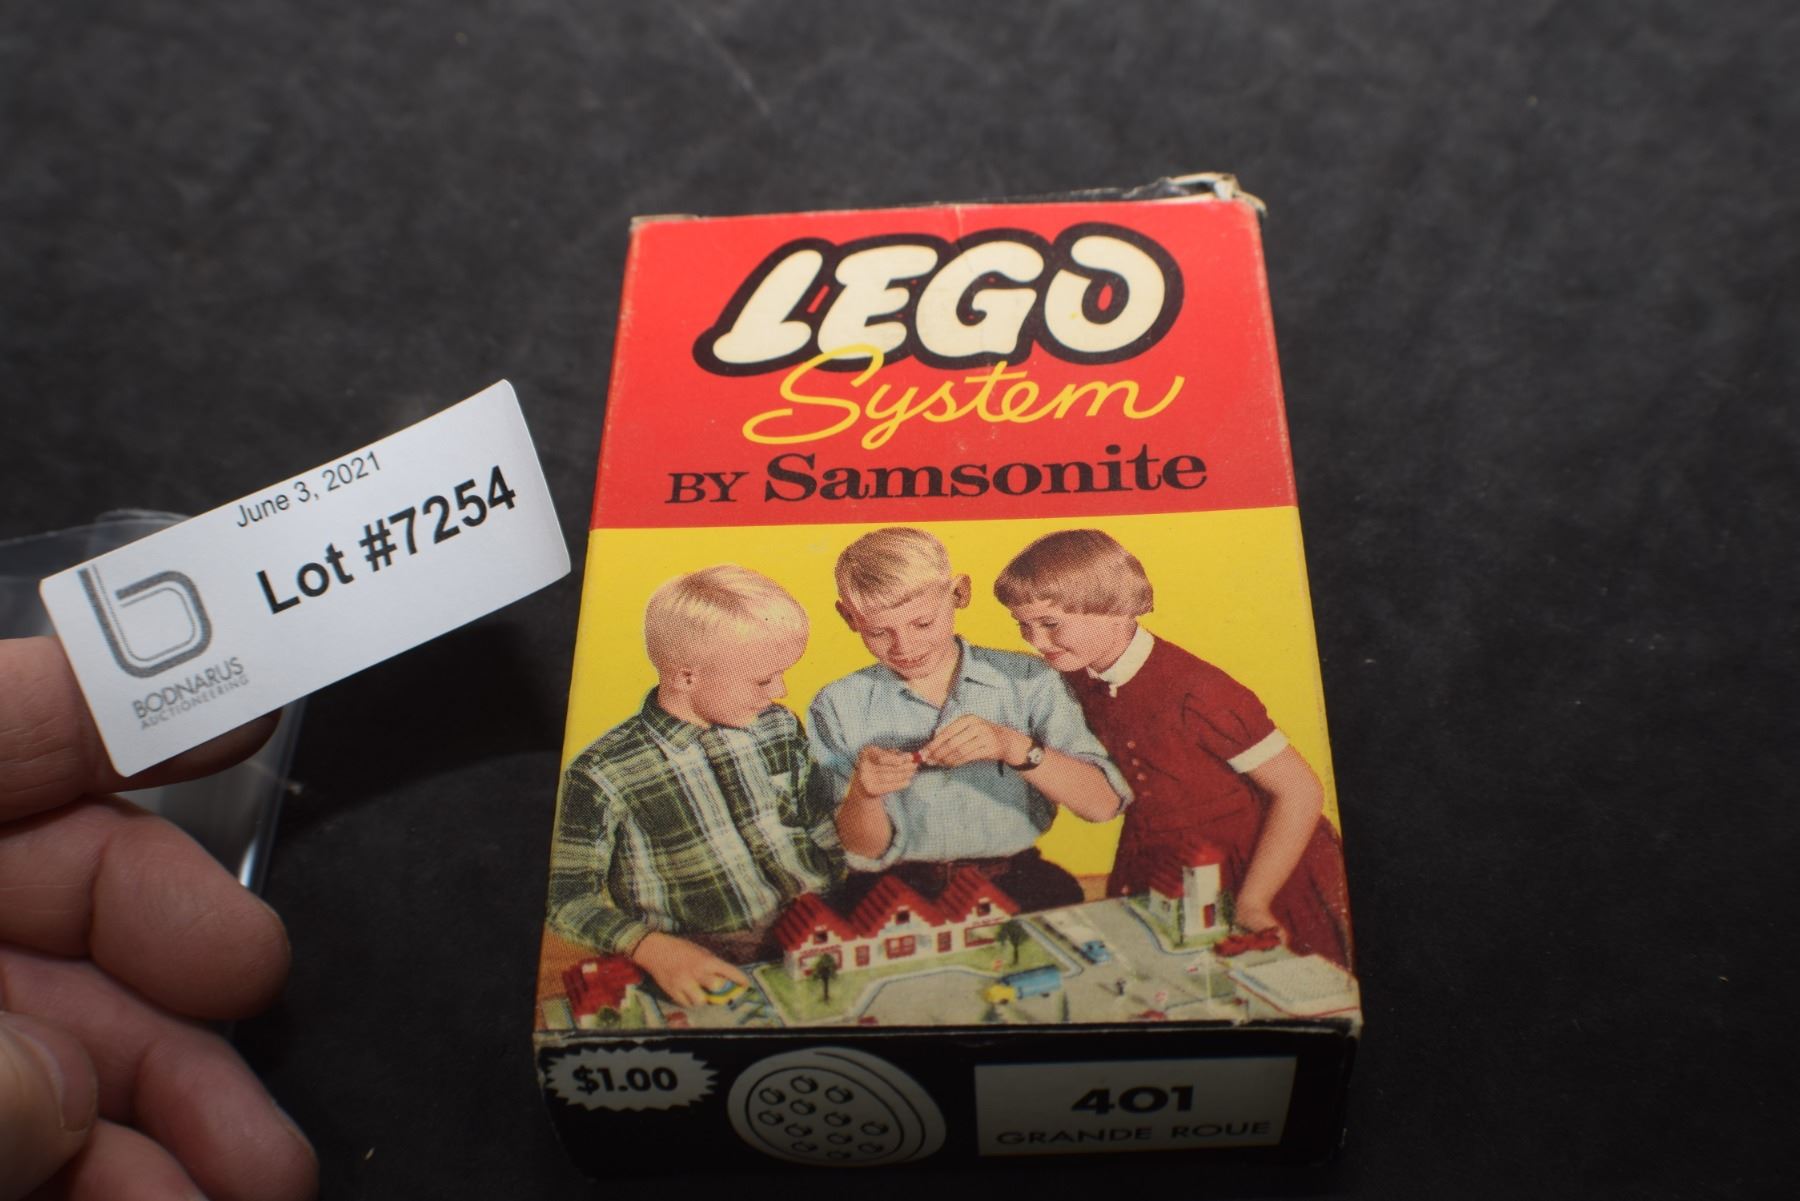 June 3, 2021
Lot #7254
BODNARUS
AUCTIONEERING
LEGO
System
BY Samsonite
$1.00
401
GRANDE ROUE